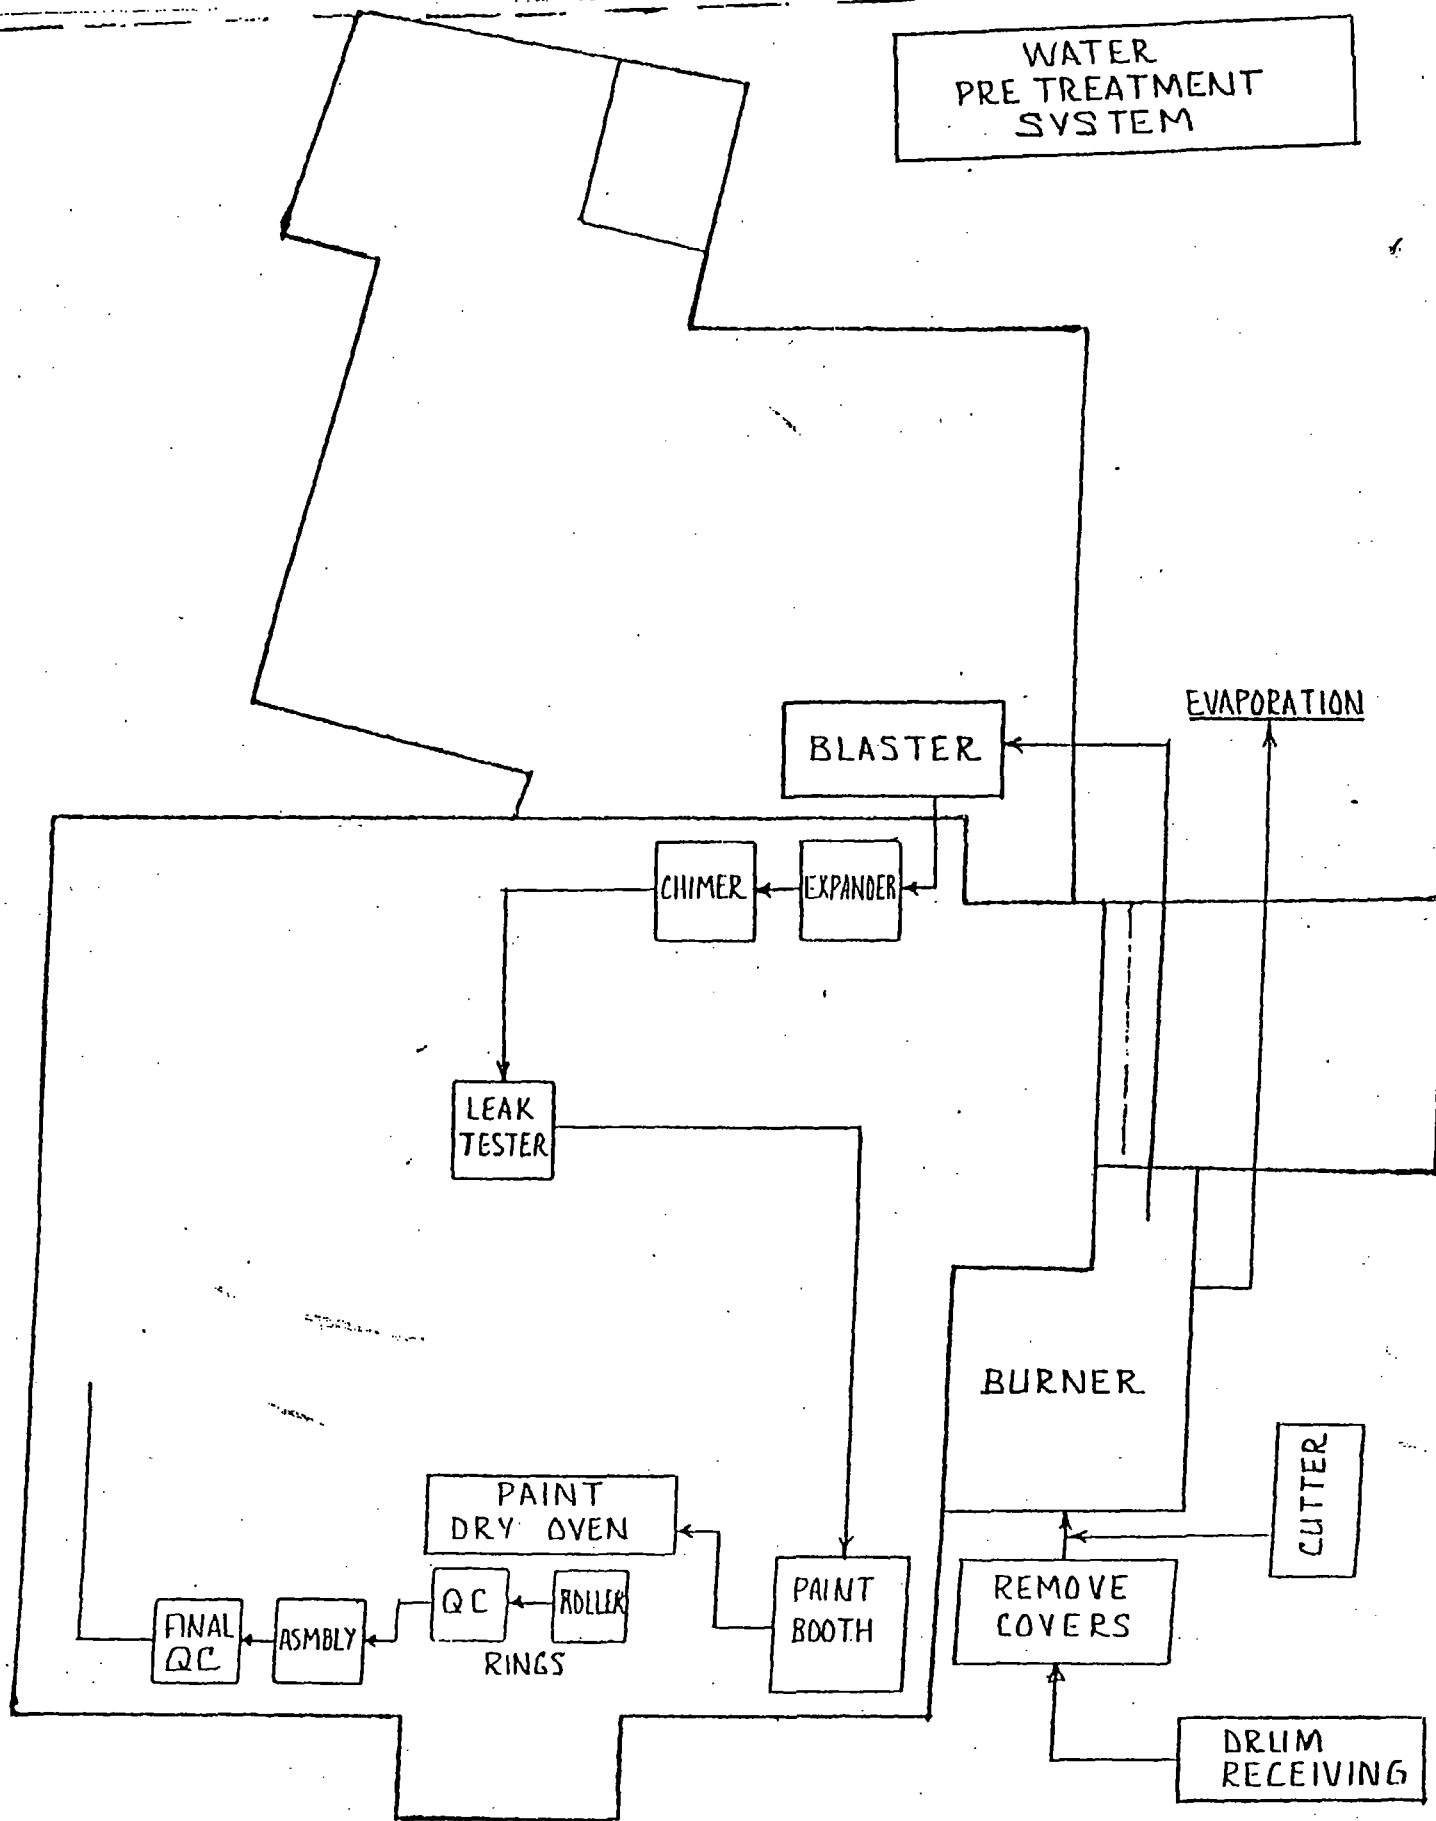 WATER
PRE TREATMENT
SYSTEM
EVAPORATION
BLASTER
CHIMER
EXPANDER
LEAK
TESTER
BURNER
CUTTER
PAINT
DRY OVEN
PAINT
BOOTH
REMOVE
COVERS
QC
ROLLER
RINGS
FINAL
QC
ASMBLY
DRUM
RECEIVING